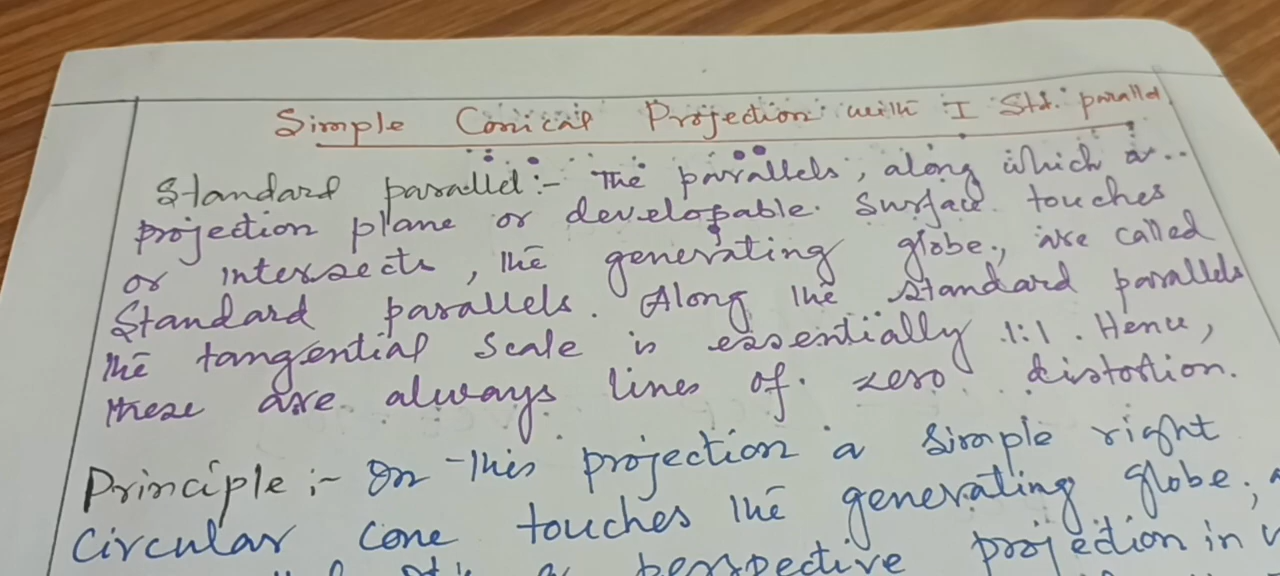 Simple Conical Projection with I Std. parallel
Standard parallel :- The parallels, along which a
projection plane or developable surface touches
or intersects, the generating globe, are called
Standard parallels. Along the standard parallels
the tangential scale is essentially 1:1. Hence,
these are always lines of zero distortion.
Principle :- On this projection a simple right
circular cone touches the generating globe,
a perspective projection in